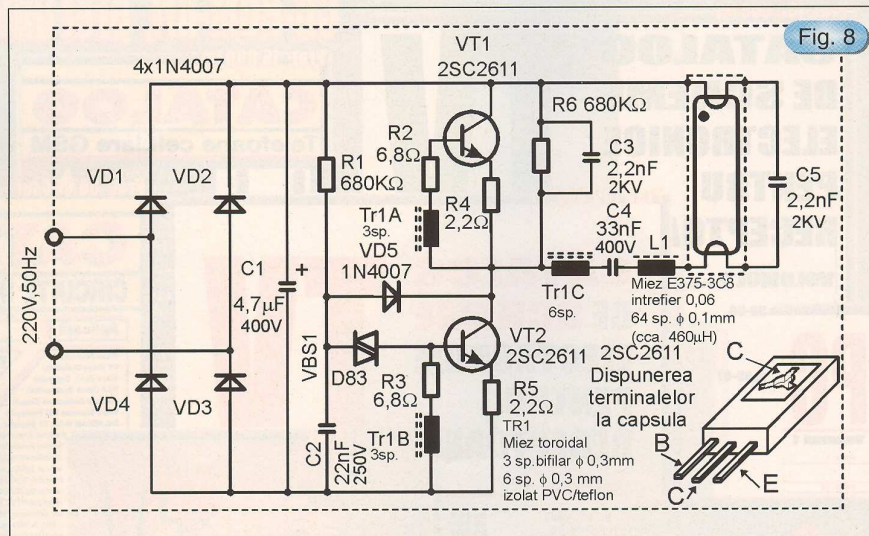 Fig. 8
VT1
2SC2611
4x1N4007
VD1
VD2
R1
680KΩ
R2
6,8Ω
R4
2,2Ω
Tr1A
3sp.
VD5
1N4007
R6 680KΩ
C3
2,2nF
2KV
C4
33nF
400V
L1
C5
2,2nF
2KV
Tr1C
6sp.
Miez E375-3C8
intrefier 0,06
64 sp. ϕ 0,1mm
(cca. 460µH)
220V,50Hz
C1
+
4,7µF
400V
VBS1
D83
VT2
2SC2611
R3
6,8Ω
Tr1B
3sp.
R5
2,2Ω
VD4
VD3
C2
22nF
250V
TR1
Miez toroidal
3 sp.bifilar ϕ 0,3mm
6 sp. ϕ 0,3 mm
izolat PVC/teflon
2SC2611
Dispunerea
terminalelor
la capsula
C
B
C
E